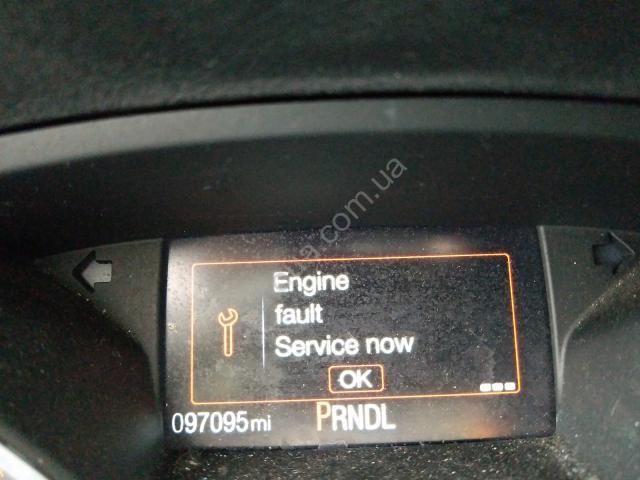 Engine
fault
Service now
OK
097095mi PRNDL